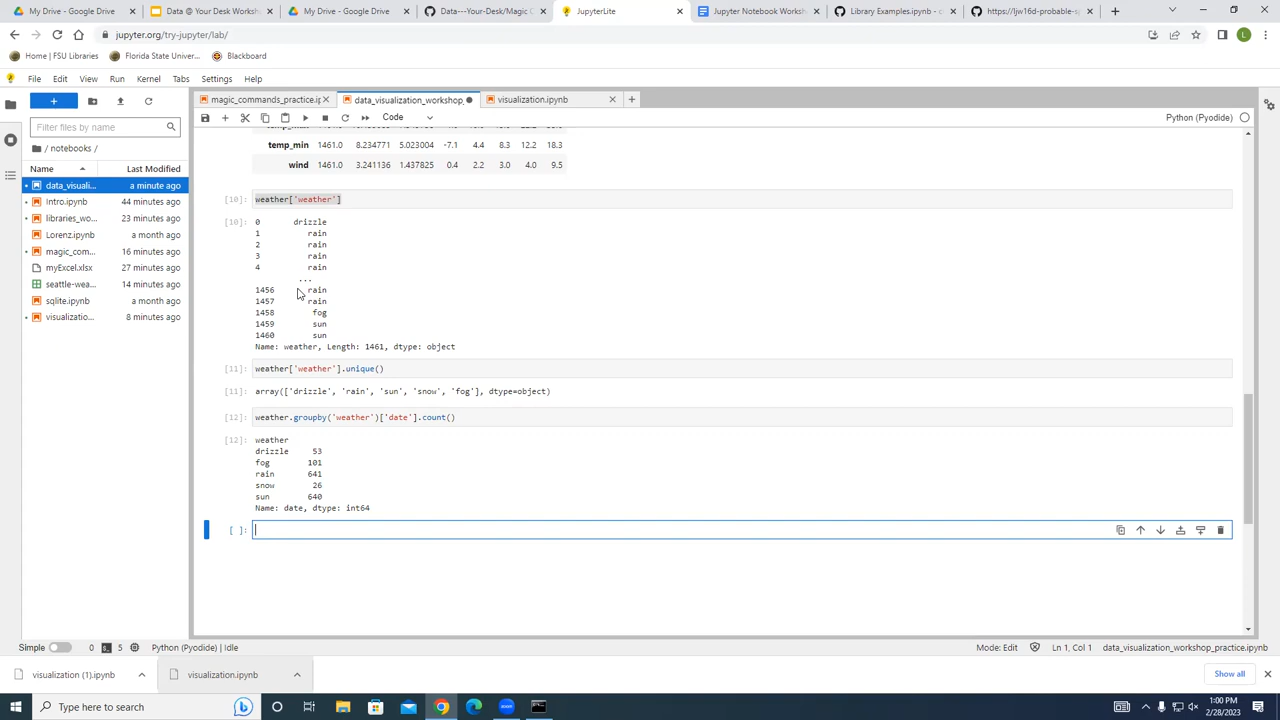 My Drive - Google Drive
Data @ Your Desk Worksh
My Drive - Google Drive
Data---Your-Desk/Magic C
JupyterLite
Jupyter Notebook Worksh
Library Examples.ipynb - c
https://ljw16d-probable-s
jupyter.org/try-jupyter/lab/
L
Home | FSU Libraries
Florida State Univer...
Blackboard
File Edit View Run Kernel Tabs Settings Help
magic_commands_practice.ip
data_visualization_workshop_
visualization.ipynb
Code
Python (Pyodide)
Filter files by name
/ notebooks /
Name Last Modified
data_visuali... a minute ago
Intro.ipynb 44 minutes ago
libraries_wo... 23 minutes ago
Lorenz.ipynb a month ago
magic_com... 16 minutes ago
myExcel.xlsx 27 minutes ago
seattle-wea... 14 minutes ago
sqlite.ipynb a month ago
visualizatio... 8 minutes ago
temp_min 1461.0 8.234771 5.023004 -7.1 4.4 8.3 12.2 18.3
wind 1461.0 3.241136 1.437825 0.4 2.2 3.0 4.0 9.5
[10]: weather['weather']
[10]: 0 drizzle
1 rain
2 rain
3 rain
4 rain
...
1456 rain
1457 rain
1458 fog
1459 sun
1460 sun
Name: weather, Length: 1461, dtype: object
[11]: weather['weather'].unique()
[11]: array(['drizzle', 'rain', 'sun', 'snow', 'fog'], dtype=object)
[12]: weather.groupby('weather')['date'].count()
[12]: weather
drizzle 53
fog 101
rain 641
snow 26
sun 640
Name: date, dtype: int64
[ ]:
Simple 0 5 Python (Pyodide) | Idle
Mode: Edit Ln 1, Col 1 data_visualization_workshop_practice.ipynb
visualization (1).ipynb
visualization.ipynb
Show all
Type here to search
zoom
1:00 PM
2/28/2023